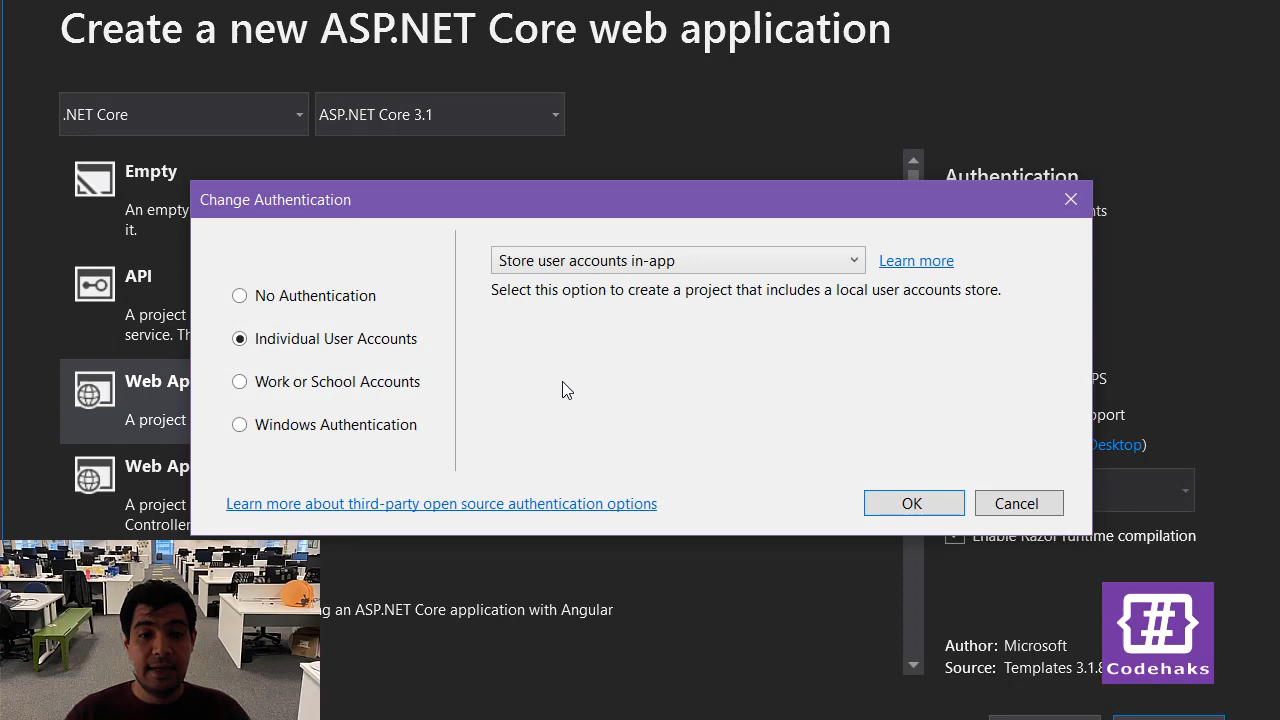 Create a new ASP.NET Core web application
.NET Core
ASP.NET Core 3.1
Empty
An empty
it.
API
A project
service. Th
Web Ap
A project
Web Ap
A project
Controller
g an ASP.NET Core application with Angular
Authentication
nts
PS
pport
Desktop)
Enable Razor runtime compilation
Author: Microsoft
Source: Templates 3.1.8
Change Authentication
No Authentication
Individual User Accounts
Work or School Accounts
Windows Authentication
Store user accounts in-app
Learn more
Select this option to create a project that includes a local user accounts store.
Learn more about third-party open source authentication options
OK
Cancel
{#}
Codehaks